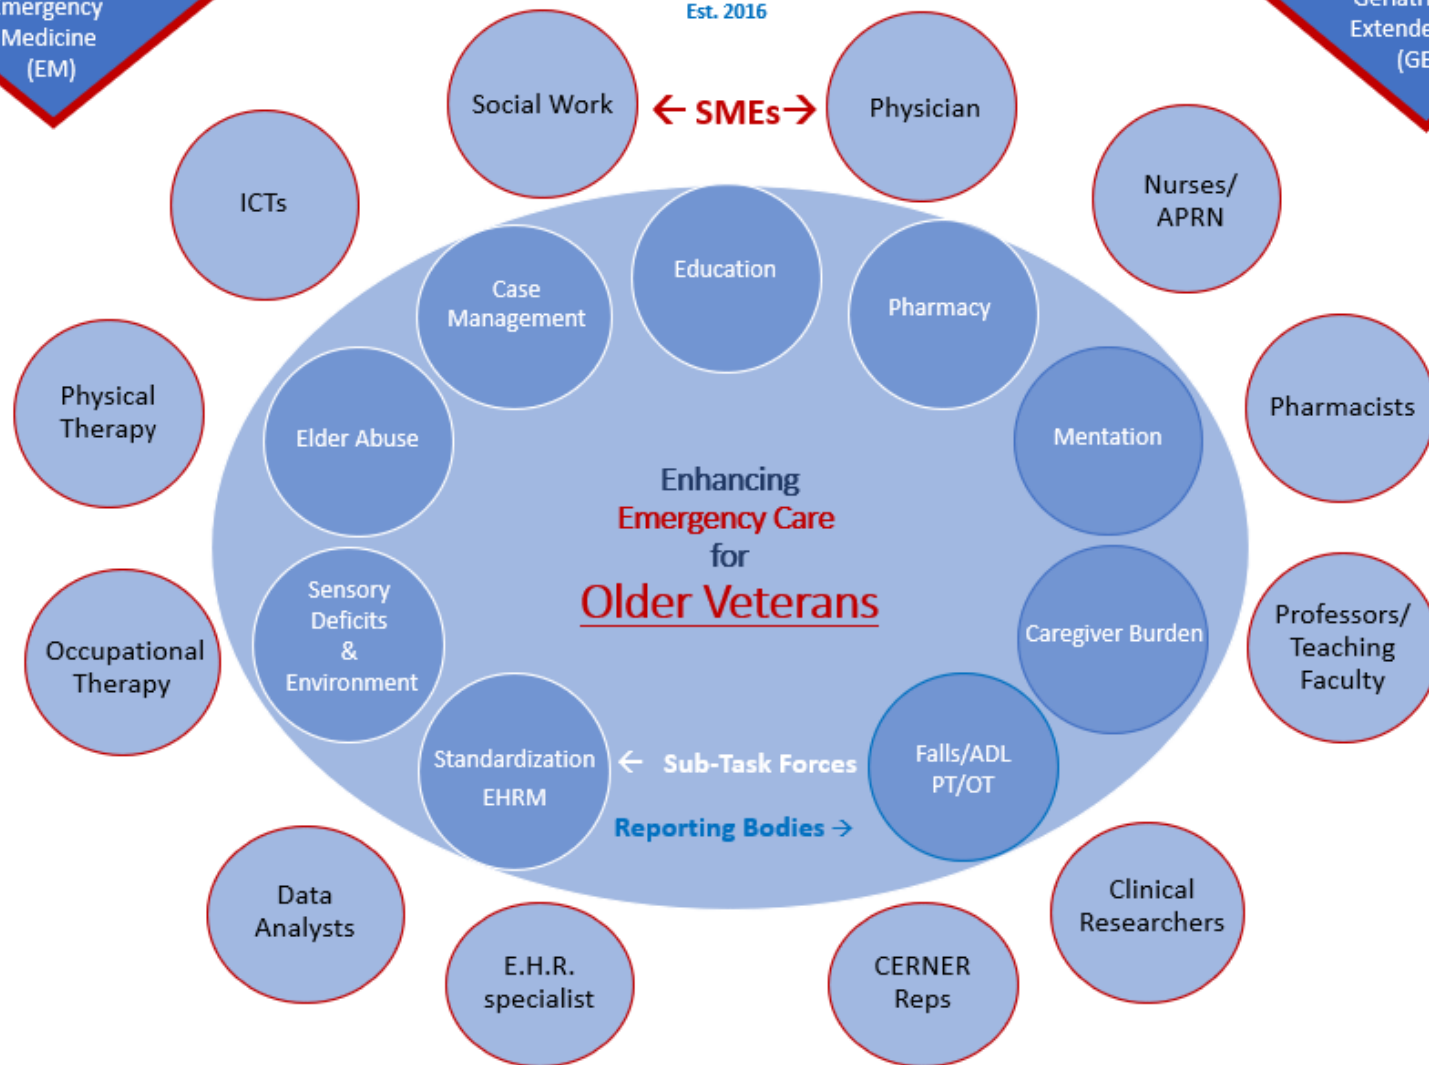 Medicine
(EM)
Est. 2016
(GE
Social Work
← SMEs→
Physician
ICTs
Nurses/
APRN
Education
Case
Management
Pharmacy
Physical
Therapy
Elder Abuse
Mentation
Pharmacists
Enhancing
Emergency Care
for
Older Veterans
Sensory
Deficits
&
Environment
Caregiver Burden
Occupational
Therapy
Professors/
Teaching
Faculty
Standardization
EHRM
← Sub-Task Forces
Reporting Bodies →
Falls/ADL
PT/OT
Data
Analysts
E.H.R.
specialist
CERNER
Reps
Clinical
Researchers